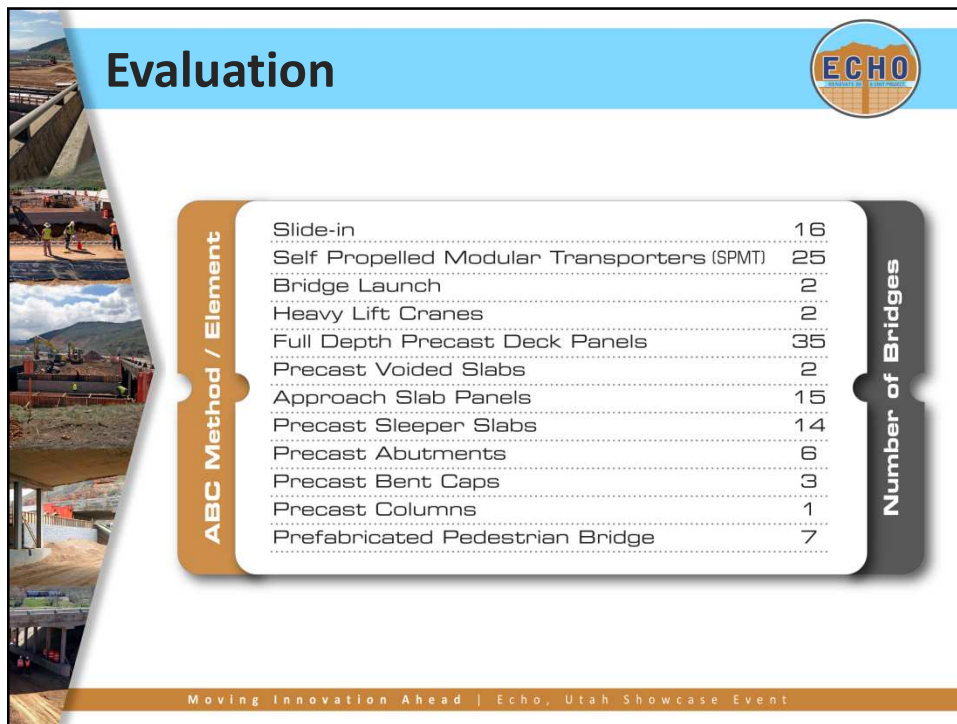 Evaluation
ECHO
ABC Method / Element
Number of Bridges
Slide-in 16
Self Propelled Modular Transporters (SPMT) 25
Bridge Launch 2
Heavy Lift Cranes 2
Full Depth Precast Deck Panels 35
Precast Voided Slabs 2
Approach Slab Panels 15
Precast Sleeper Slabs 14
Precast Abutments 6
Precast Bent Caps 3
Precast Columns 1
Prefabricated Pedestrian Bridge 7
Moving Innovation Ahead | Echo, Utah Showcase Event